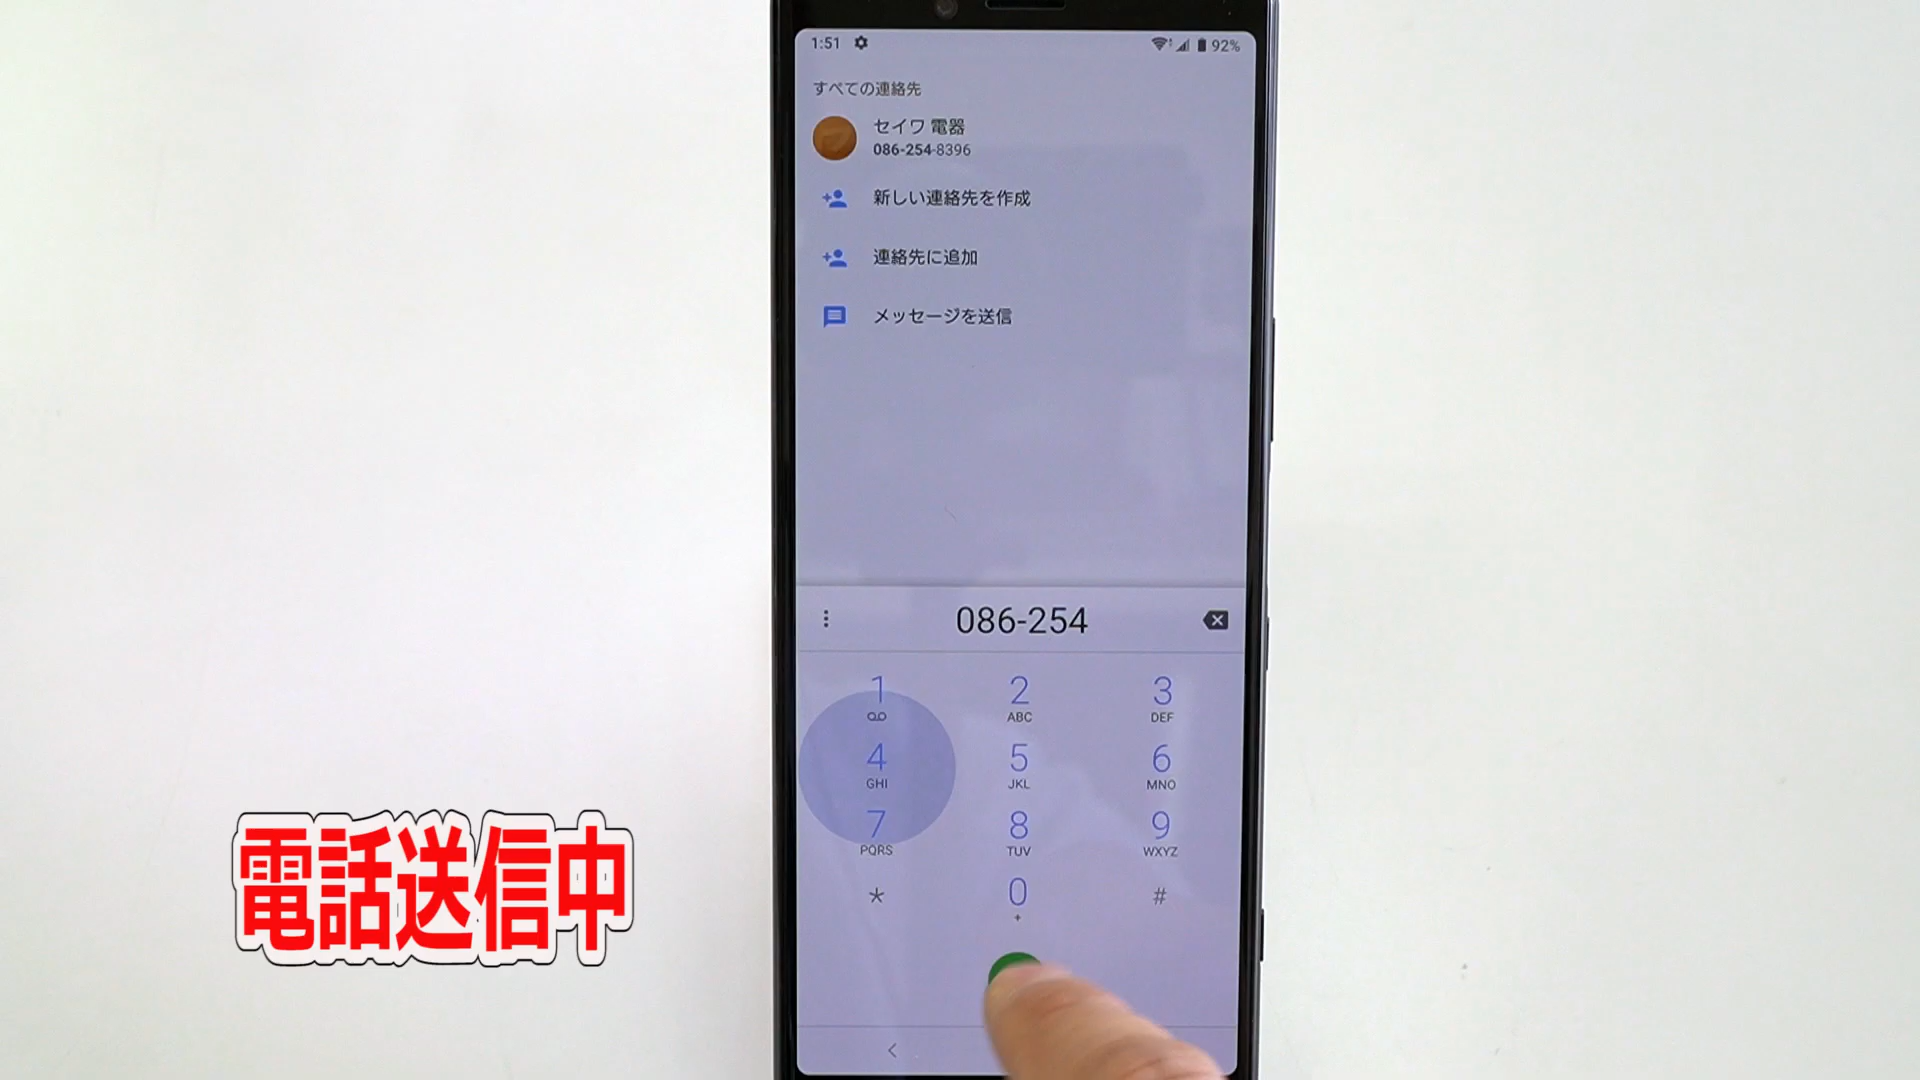 1:51
92%
すべての連絡先
セイワ 電器
086-254-8396
新しい連絡先を作成
連絡先に追加
メッセージを送信
086-254
1
2
ABC
3
DEF
4
GHI
5
JKL
6
MNO
7
PQRS
8
TUV
9
WXYZ
*
0
+
#
電話送信中